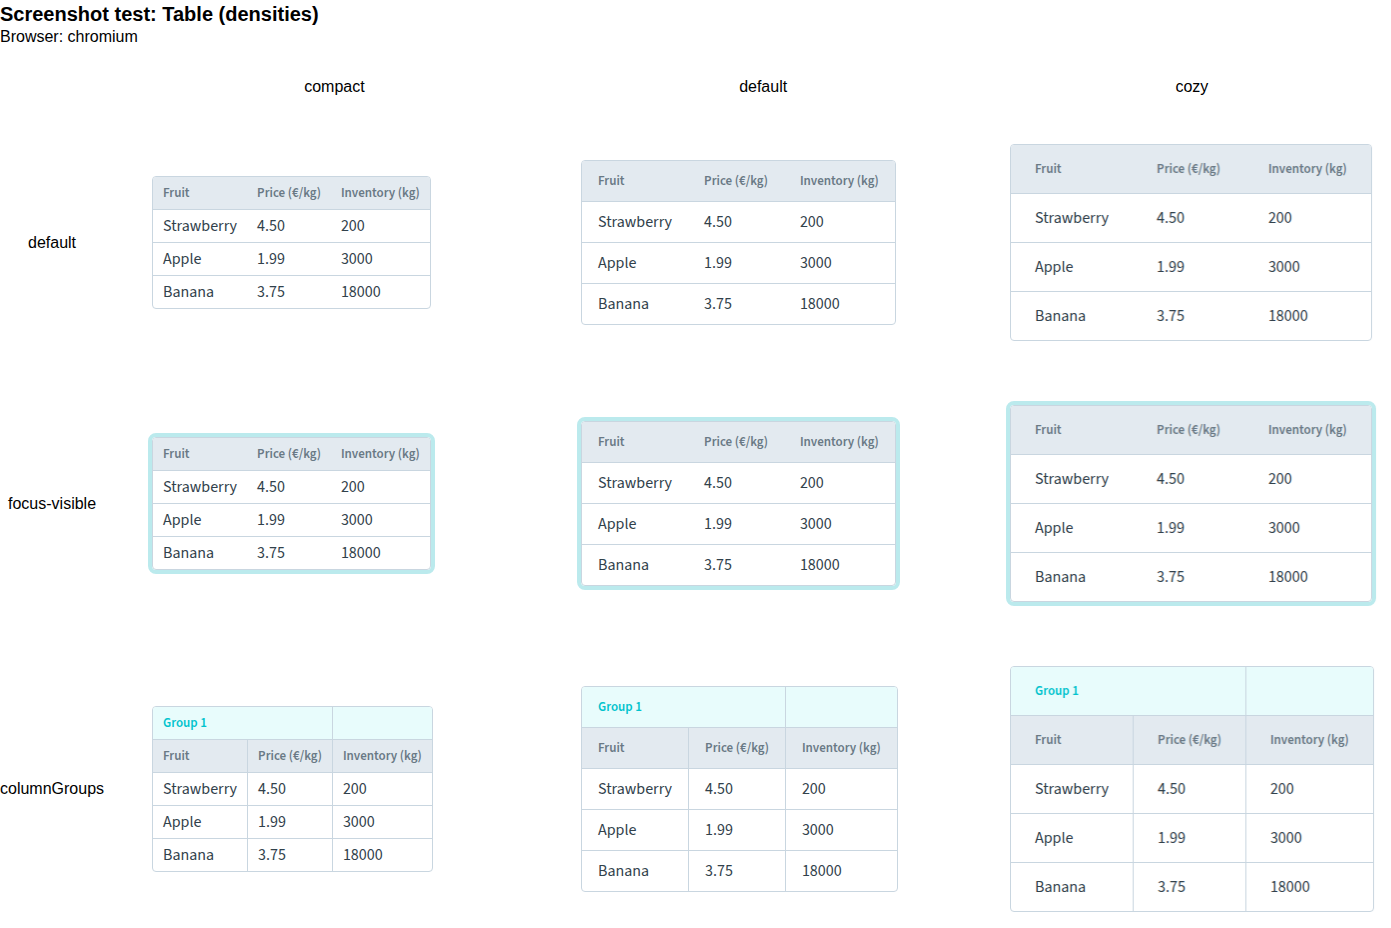 Screenshot test: Table (densities)
Browser: chromium
compact default cozy
default
Fruit Price (€/kg) Inventory (kg)
Strawberry 4.50 200
Apple 1.99 3000
Banana 3.75 18000
Fruit Price (€/kg) Inventory (kg)
Strawberry 4.50 200
Apple 1.99 3000
Banana 3.75 18000
Fruit Price (€/kg) Inventory (kg)
Strawberry 4.50 200
Apple 1.99 3000
Banana 3.75 18000
focus-visible
Fruit Price (€/kg) Inventory (kg)
Strawberry 4.50 200
Apple 1.99 3000
Banana 3.75 18000
Fruit Price (€/kg) Inventory (kg)
Strawberry 4.50 200
Apple 1.99 3000
Banana 3.75 18000
Fruit Price (€/kg) Inventory (kg)
Strawberry 4.50 200
Apple 1.99 3000
Banana 3.75 18000
columnGroups
Group 1
Fruit Price (€/kg) Inventory (kg)
Strawberry 4.50 200
Apple 1.99 3000
Banana 3.75 18000
Group 1
Fruit Price (€/kg) Inventory (kg)
Strawberry 4.50 200
Apple 1.99 3000
Banana 3.75 18000
Group 1
Fruit Price (€/kg) Inventory (kg)
Strawberry 4.50 200
Apple 1.99 3000
Banana 3.75 18000